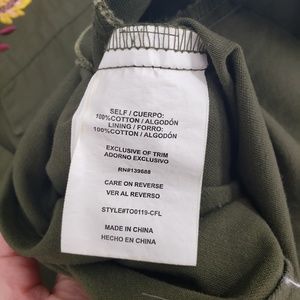 SELF / CUERPO:
100%COTTON / ALGODÓN
LINING / FORRO:
100%COTTON / ALGODÓN
EXCLUSIVE OF TRIM
ADORNO EXCLUSIVO
RN#139688
CARE ON REVERSE
VER AL REVERSO
STYLE#TO0119-CFL
MADE IN CHINA
HECHO EN CHINA